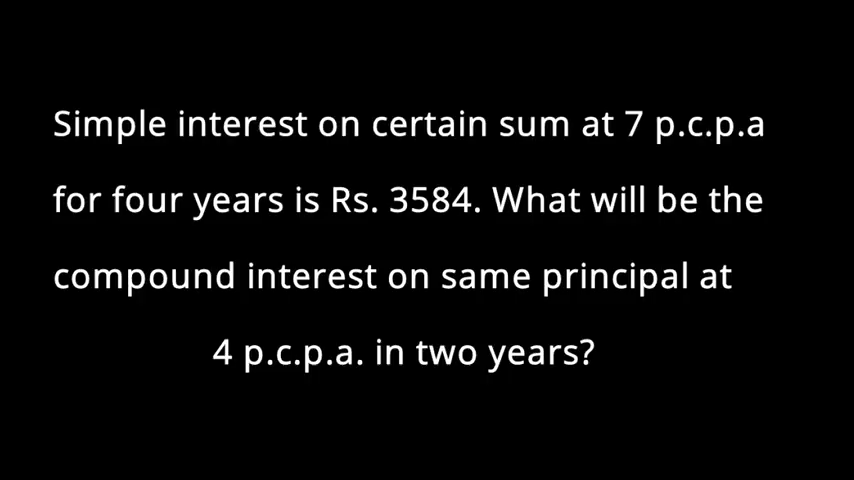 Simple interest on certain sum at 7 p.c.p.a
for four years is Rs. 3584. What will be the
compound interest on same principal at
4 p.c.p.a. in two years?